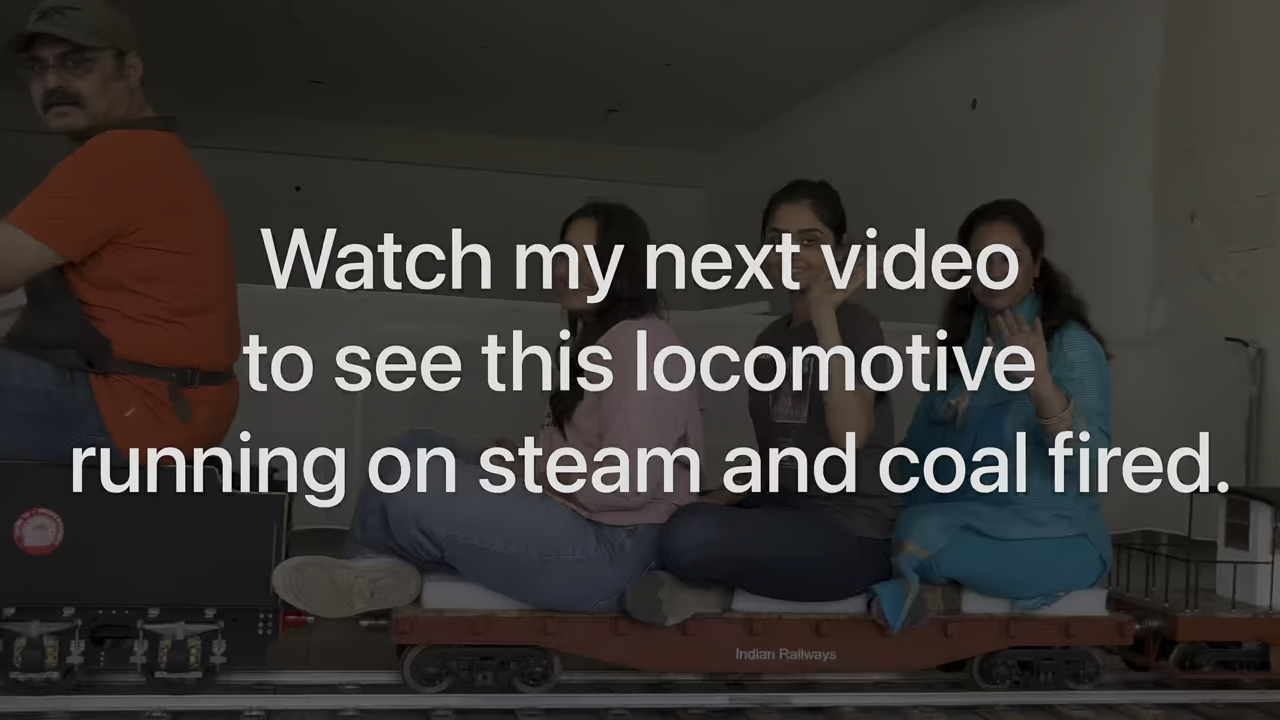 Watch my next video
to see this locomotive
running on steam and coal fired.
Indian Railways